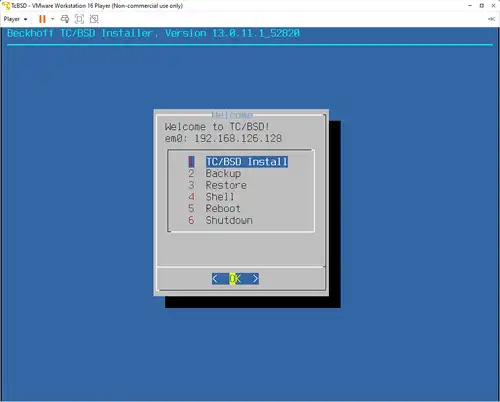 TcBSD - VMware Workstation 16 Player (Non-commercial use only)
Player
Beckhoff TC/BSD Installer, Version 13.0.11.1_52820
Welcome
Welcome to TC/BSD!
em0: 192.168.126.128
1 TC/BSD Install
2 Backup
3 Restore
4 Shell
5 Reboot
6 Shutdown
< OK >